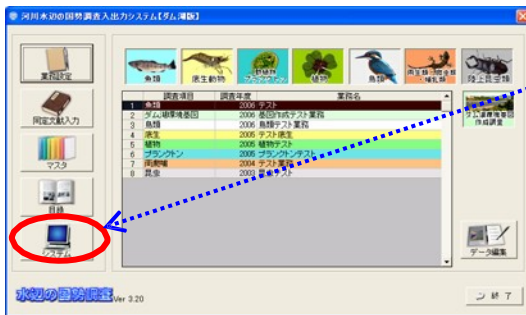 河川水辺の国勢調査入出力システム【ダム湖版】
業務設定
同定文献入力
マスタ
目録
システム
魚類
底生動物
動植物プランクトン
植物
鳥類
両生類・爬虫類・哺乳類
陸上昆虫類
調査項目 調査年度 業務名
1 魚類 2006 テスト
2 ダム湖環境基図 2006 基図作成テスト業務
3 鳥類 2006 鳥類テスト業務
4 底生 2005 テスト底生
5 植物 2005 植物テスト
6 プランクトン 2005 プランクトンテスト
7 両爬哺 2004 テスト業務
8 昆虫 2003 昆虫テスト
ダム湖環境基図
作成調査
データ編集
水辺の国勢調査 Ver 3.20
終了